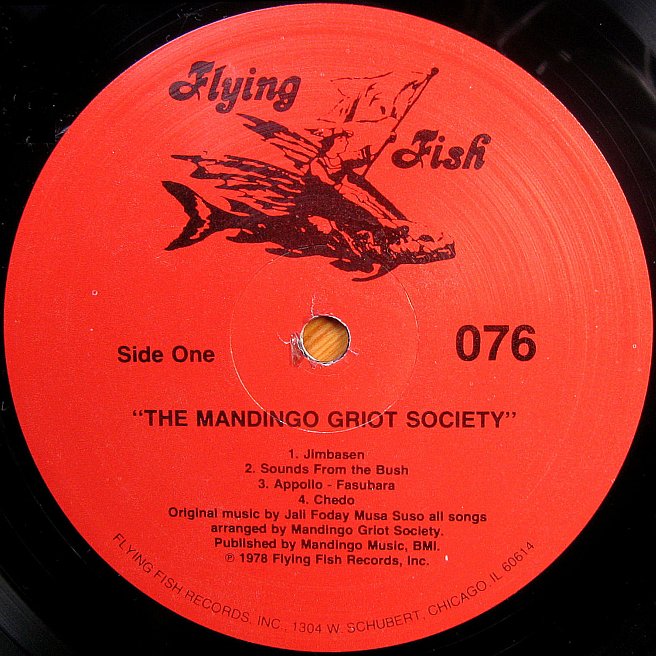 Flying
Fish
Side One
076
"THE MANDINGO GRIOT SOCIETY"
1. Jimbasen
2. Sounds From the Bush
3. Appollo - Fasuhara
4. Chedo
Original music by Jali Foday Musa Suso all songs
arranged by Mandingo Griot Society.
Published by Mandingo Music, BMI.
℗ 1978 Flying Fish Records, Inc.
FLYING FISH RECORDS, INC., 1304 W. SCHUBERT, CHICAGO, IL 60614